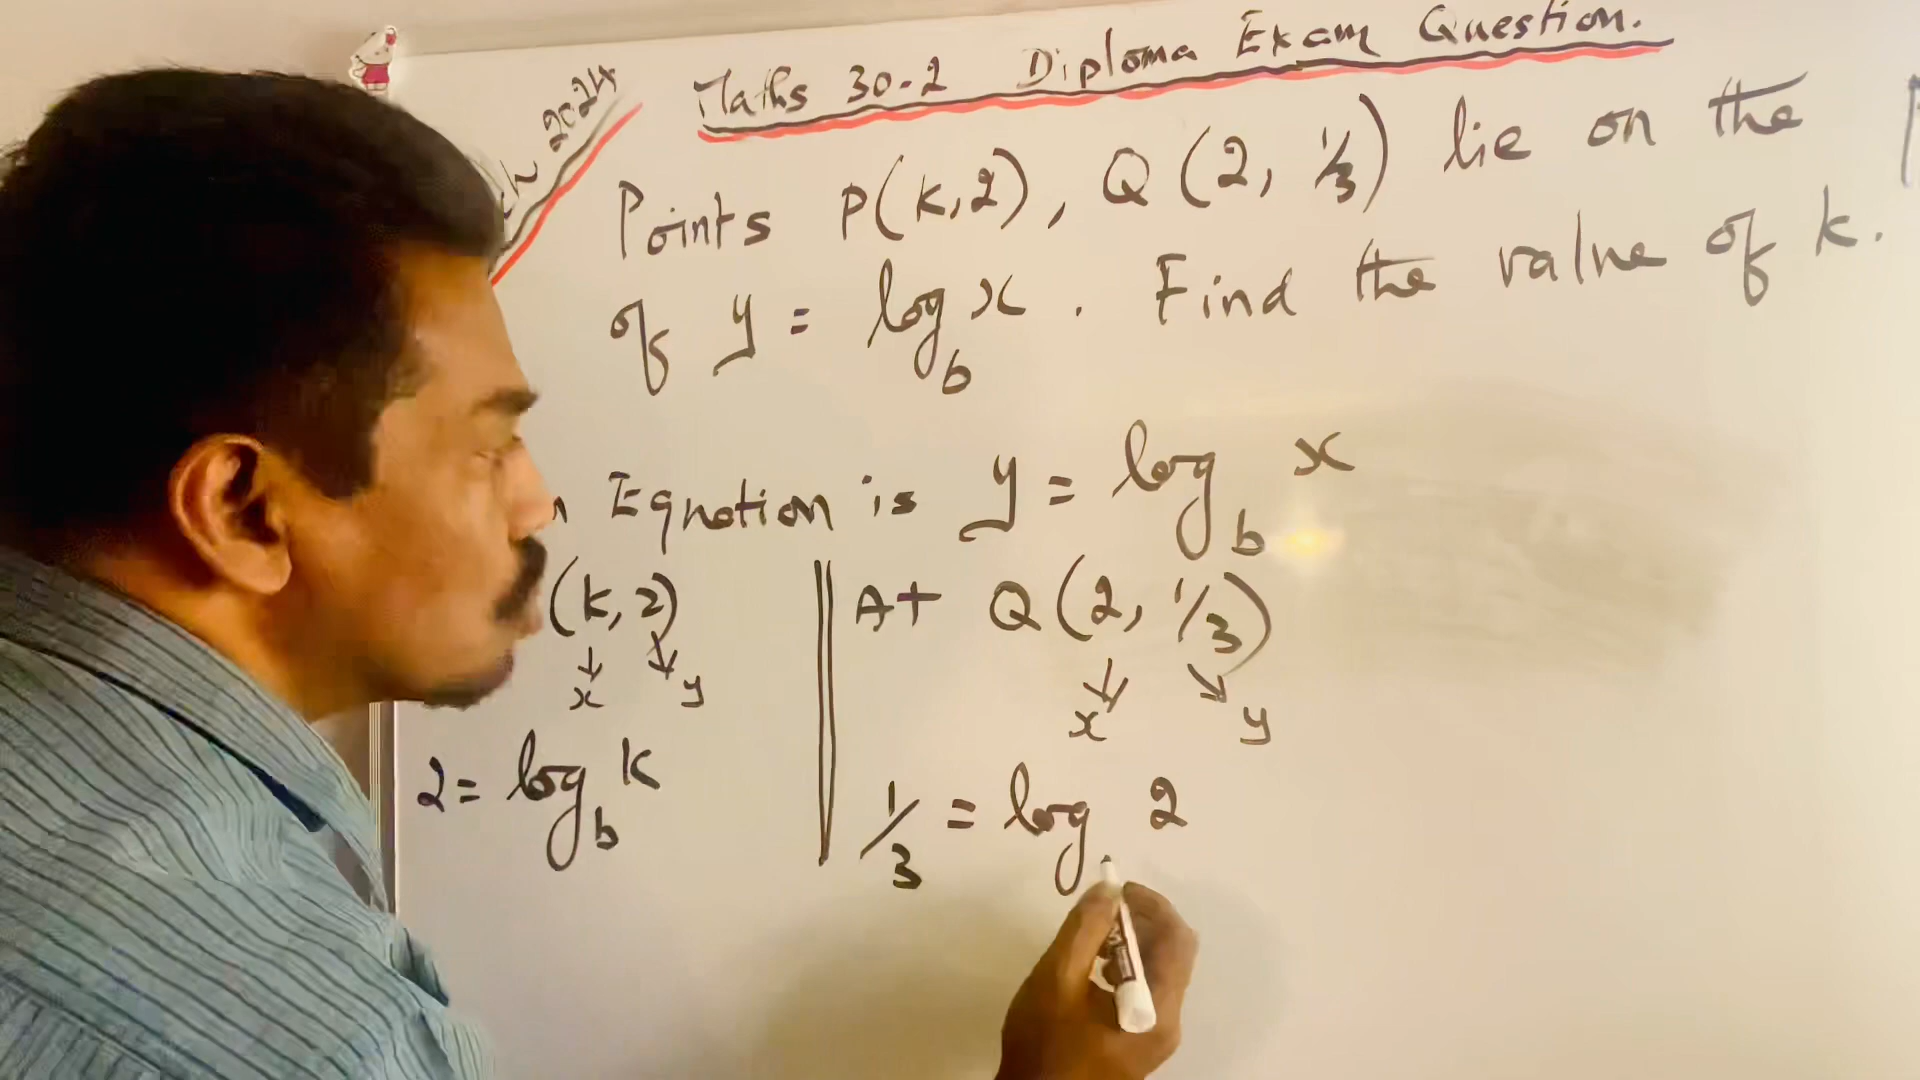 Maths 30-2 Diploma Exam Question.
2024
Points P(k,2), Q(2, 1/3) lie on the
of y = log_b x. Find the value of k.
Equation is y = log_b x
(k, 2) At Q(2, 1/3)
x y x y
2 = log_b k 1/3 = log 2